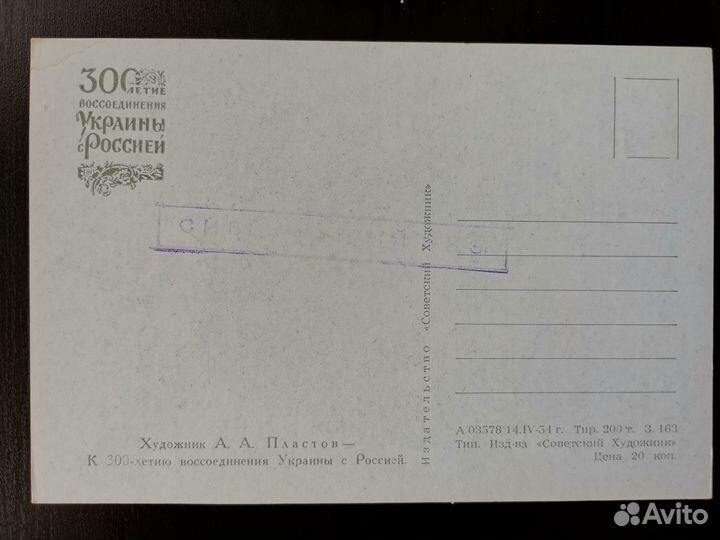 300
ЛЕТИЕ
ВОССОЕДИНЕНИЯ
УКРАИНЫ
С РОССИЕЙ
Издательство «Советский Художник»
Художник А. А. Пластов—
К 300-летию воссоединения Украины с Россией.
А 03578 14.IV-54 г. Тир. 200 т. З. 163
Тип. Изд-ва «Советский Художник»
Цена 20 коп.
Avito